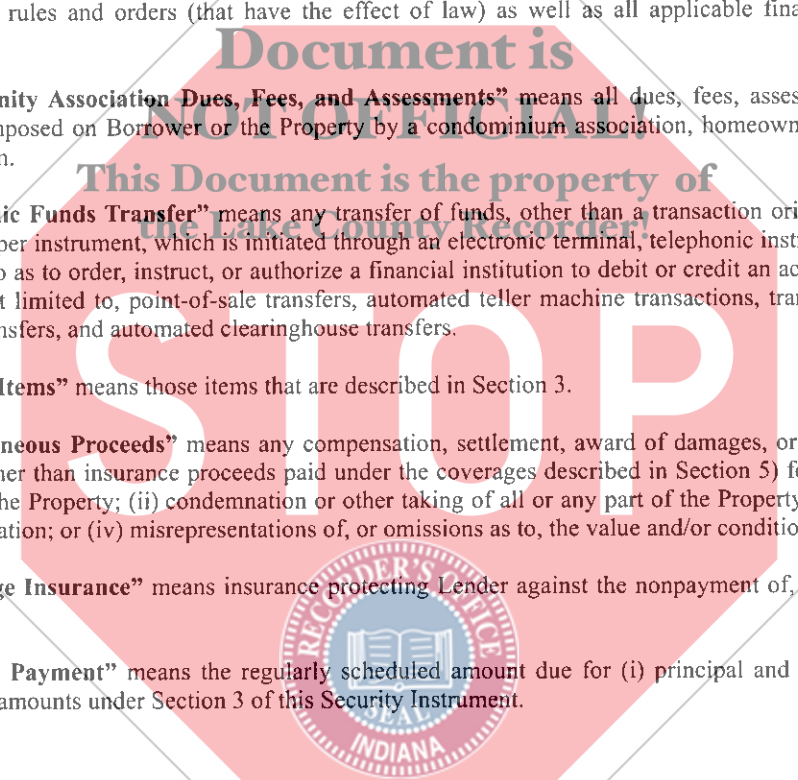 rules and orders (that have the effect of law) as well as all applicable fina
Document is
nity Association Dues, Fees, and Assessments” means all dues, fees, asses
nposed on Borrower or the Property by a condominium association, homeown
NOT OFFICIAL!
n.
This Document is the property of
ic Funds Transfer” means any transfer of funds, other than a transaction ori
the Lake County Recorder!
per instrument, which is initiated through an electronic terminal, telephonic inst
o as to order, instruct, or authorize a financial institution to debit or credit an ac
t limited to, point-of-sale transfers, automated teller machine transactions, tran
nsfers, and automated clearinghouse transfers.
STOP
Items” means those items that are described in Section 3.
neous Proceeds” means any compensation, settlement, award of damages, or
her than insurance proceeds paid under the coverages described in Section 5) f
the Property; (ii) condemnation or other taking of all or any part of the Property
ation; or (iv) misrepresentations of, or omissions as to, the value and/or conditio
ge Insurance” means insurance protecting Lender against the nonpayment of,
RECORDER'S OFFICE
Payment” means the regularly scheduled amount due for (i) principal and
amounts under Section 3 of this Security Instrument.
SEAL
INDIANA